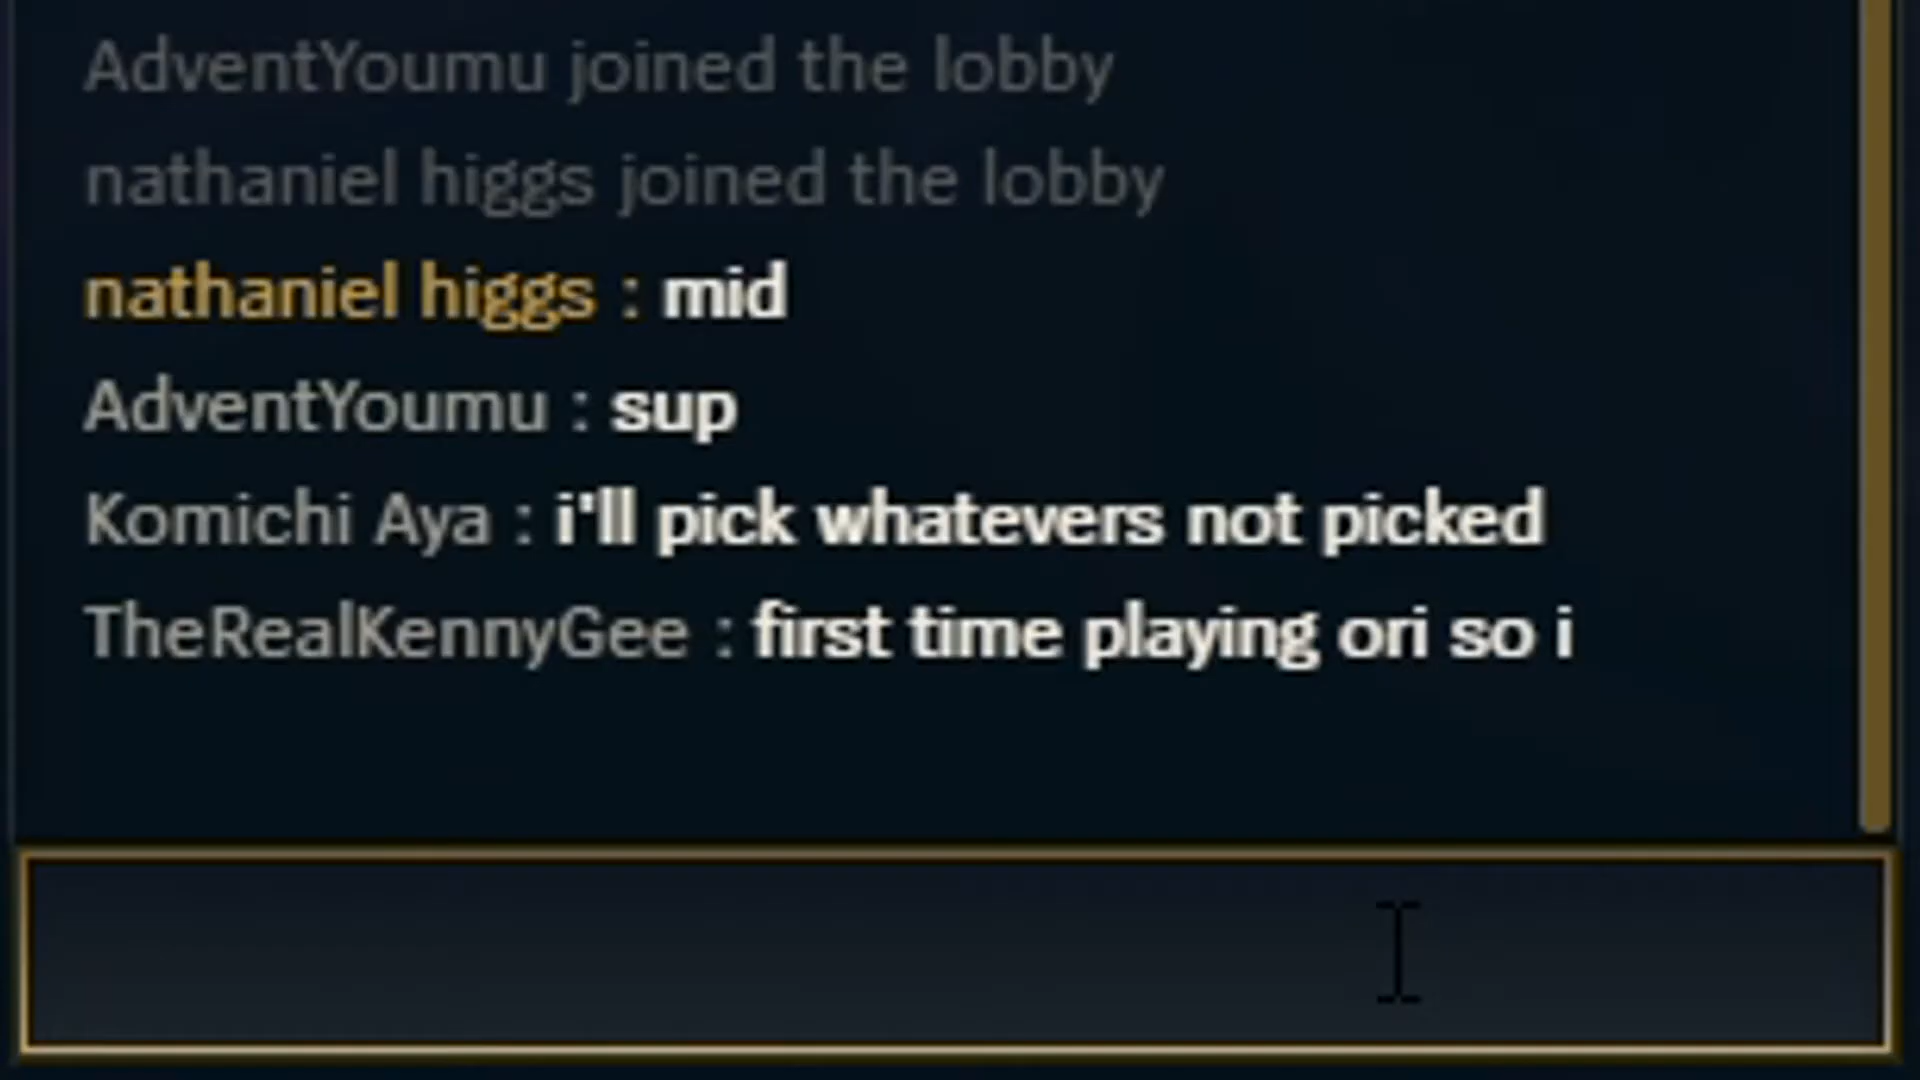 AdventYoumu joined the lobby
nathaniel higgs joined the lobby
nathaniel higgs : mid
AdventYoumu : sup
Komichi Aya : i'll pick whatevers not picked
TheRealKennyGee : first time playing ori so i